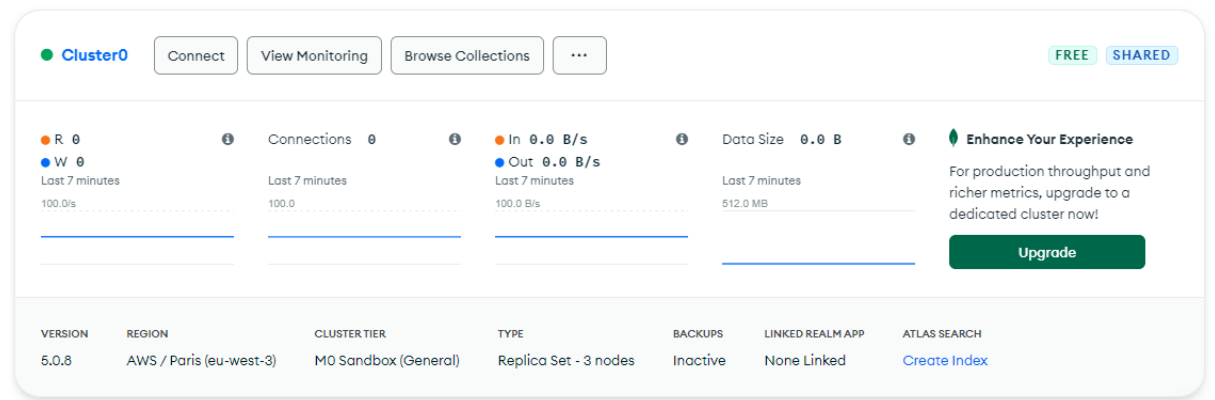 Cluster0 Connect View Monitoring Browse Collections ... FREE SHARED
R 0 Connections 0 In 0.0 B/s Data Size 0.0 B Enhance Your Experience
W 0 Out 0.0 B/s
Last 7 minutes Last 7 minutes Last 7 minutes Last 7 minutes
100.0/s 100.0 100.0 B/s 512.0 MB
For production throughput and
richer metrics, upgrade to a
dedicated cluster now!
Upgrade
VERSION REGION CLUSTER TIER TYPE BACKUPS LINKED REALM APP ATLAS SEARCH
5.0.8 AWS / Paris (eu-west-3) M0 Sandbox (General) Replica Set - 3 nodes Inactive None Linked Create Index